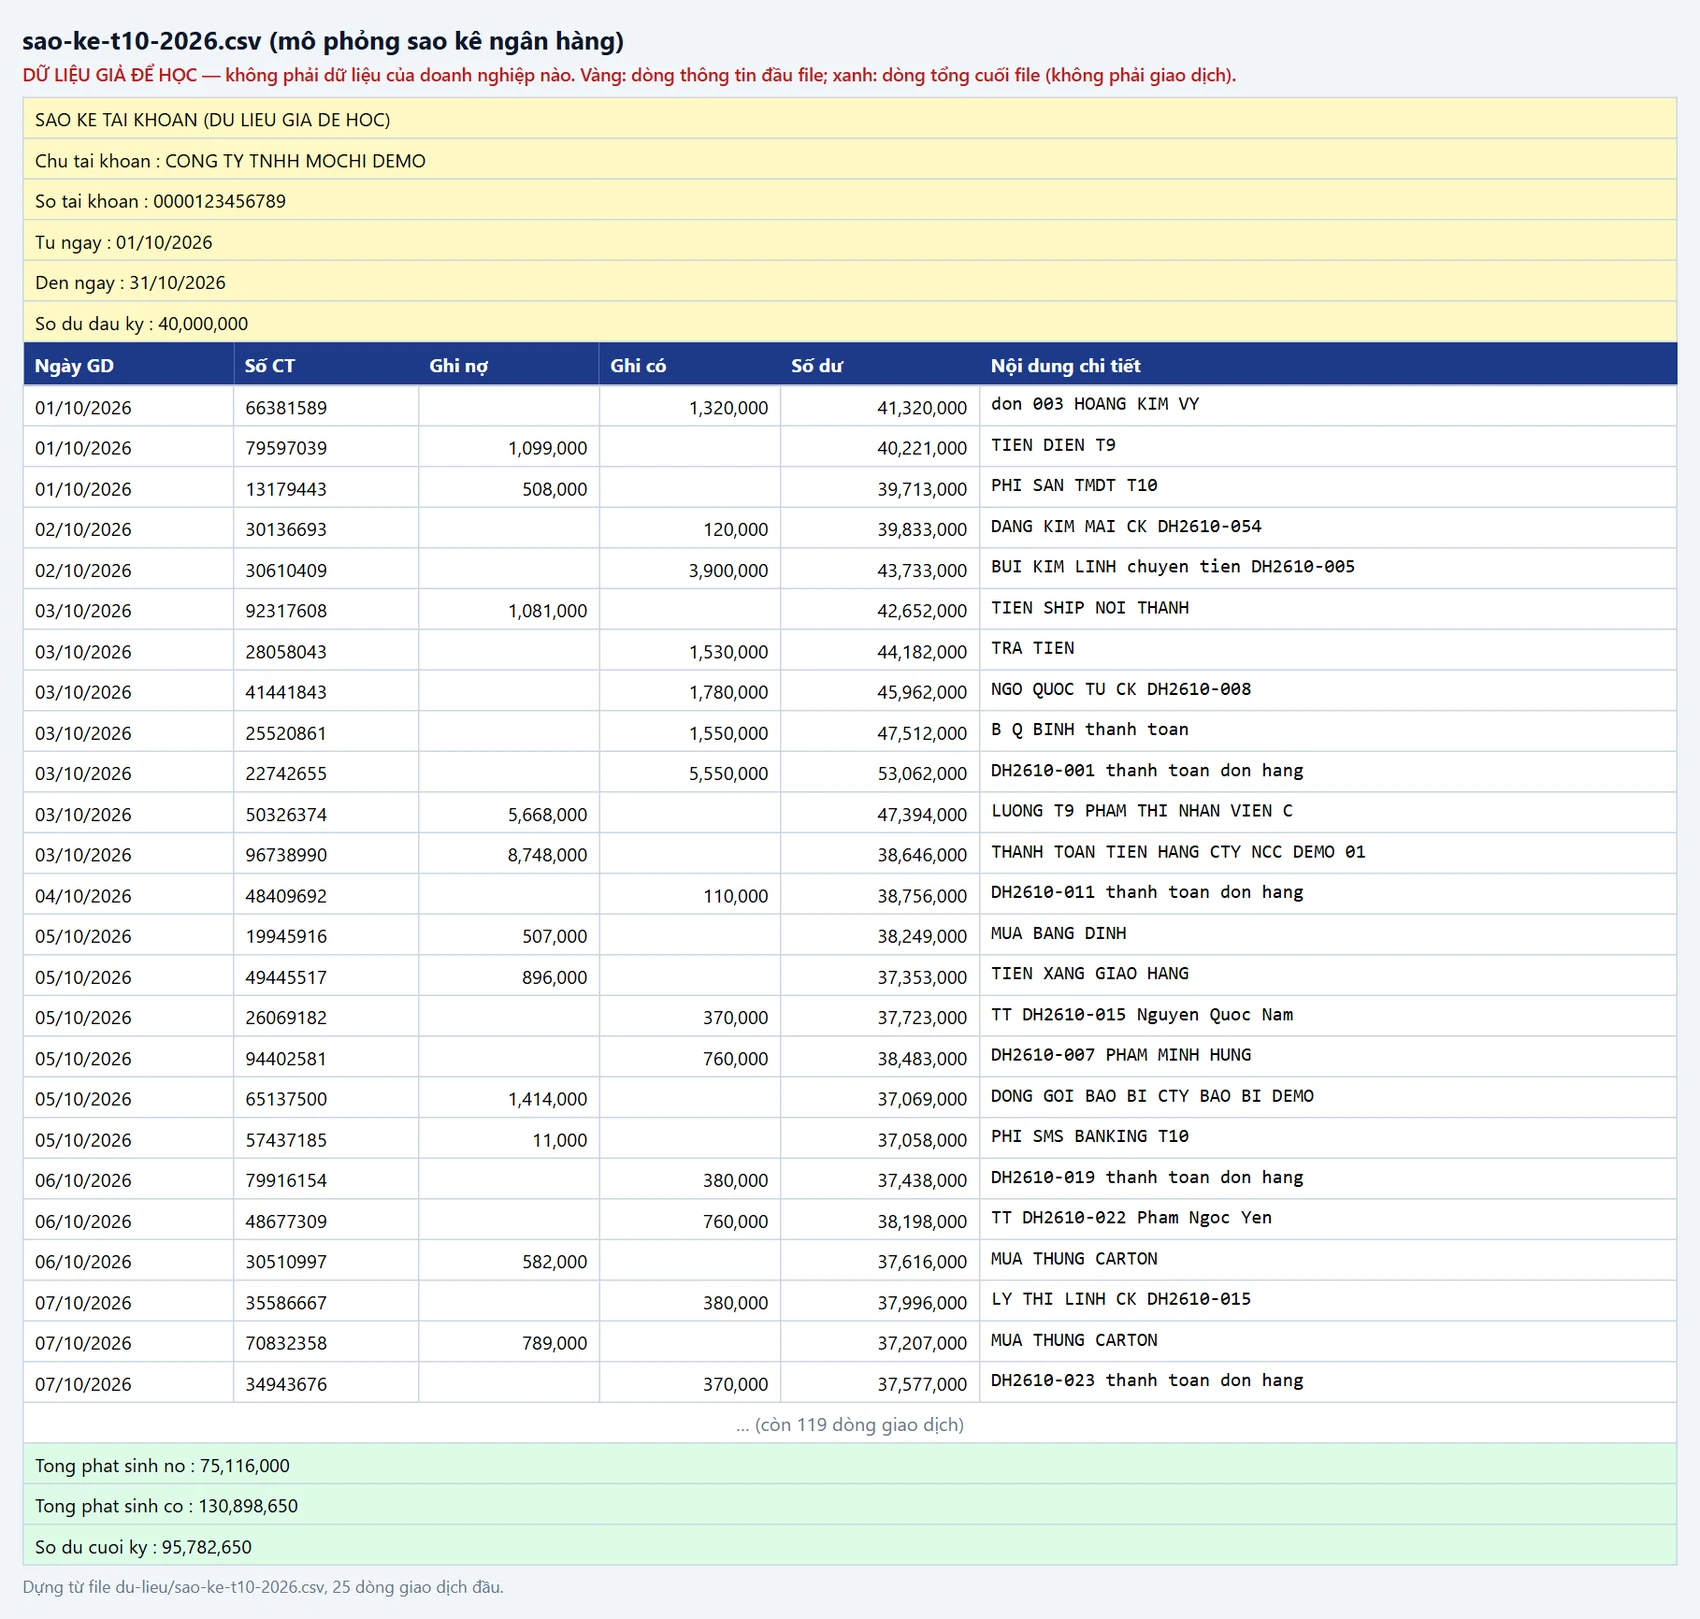 sao-ke-t10-2026.csv (mô phỏng sao kê ngân hàng)
DỮ LIỆU GIẢ ĐỂ HỌC — không phải dữ liệu của doanh nghiệp nào. Vàng: dòng thông tin đầu file; xanh: dòng tổng cuối file (không phải giao dịch).
SAO KE TAI KHOAN (DU LIEU GIA DE HOC)
Chu tai khoan : CONG TY TNHH MOCHI DEMO
So tai khoan : 0000123456789
Tu ngay : 01/10/2026
Den ngay : 31/10/2026
So du dau ky : 40,000,000
Ngày GD Số CT Ghi nợ Ghi có Số dư Nội dung chi tiết
01/10/2026 66381589 1,320,000 41,320,000 don 003 HOANG KIM VY
01/10/2026 79597039 1,099,000 40,221,000 TIEN DIEN T9
01/10/2026 13179443 508,000 39,713,000 PHI SAN TMDT T10
02/10/2026 30136693 120,000 39,833,000 DANG KIM MAI CK DH2610-054
02/10/2026 30610409 3,900,000 43,733,000 BUI KIM LINH chuyen tien DH2610-005
03/10/2026 92317608 1,081,000 42,652,000 TIEN SHIP NOI THANH
03/10/2026 28058043 1,530,000 44,182,000 TRA TIEN
03/10/2026 41441843 1,780,000 45,962,000 NGO QUOC TU CK DH2610-008
03/10/2026 25520861 1,550,000 47,512,000 B Q BINH thanh toan
03/10/2026 22742655 5,550,000 53,062,000 DH2610-001 thanh toan don hang
03/10/2026 50326374 5,668,000 47,394,000 LUONG T9 PHAM THI NHAN VIEN C
03/10/2026 96738990 8,748,000 38,646,000 THANH TOAN TIEN HANG CTY NCC DEMO 01
04/10/2026 48409692 110,000 38,756,000 DH2610-011 thanh toan don hang
05/10/2026 19945916 507,000 38,249,000 MUA BANG DINH
05/10/2026 49445517 896,000 37,353,000 TIEN XANG GIAO HANG
05/10/2026 26069182 370,000 37,723,000 TT DH2610-015 Nguyen Quoc Nam
05/10/2026 94402581 760,000 38,483,000 DH2610-007 PHAM MINH HUNG
05/10/2026 65137500 1,414,000 37,069,000 DONG GOI BAO BI CTY BAO BI DEMO
05/10/2026 57437185 11,000 37,058,000 PHI SMS BANKING T10
06/10/2026 79916154 380,000 37,438,000 DH2610-019 thanh toan don hang
06/10/2026 48677309 760,000 38,198,000 TT DH2610-022 Pham Ngoc Yen
06/10/2026 30510997 582,000 37,616,000 MUA THUNG CARTON
07/10/2026 35586667 380,000 37,996,000 LY THI LINH CK DH2610-015
07/10/2026 70832358 789,000 37,207,000 MUA THUNG CARTON
07/10/2026 34943676 370,000 37,577,000 DH2610-023 thanh toan don hang
... (còn 119 dòng giao dịch)
Tong phat sinh no : 75,116,000
Tong phat sinh co : 130,898,650
So du cuoi ky : 95,782,650
Dựng từ file du-lieu/sao-ke-t10-2026.csv, 25 dòng giao dịch đầu.